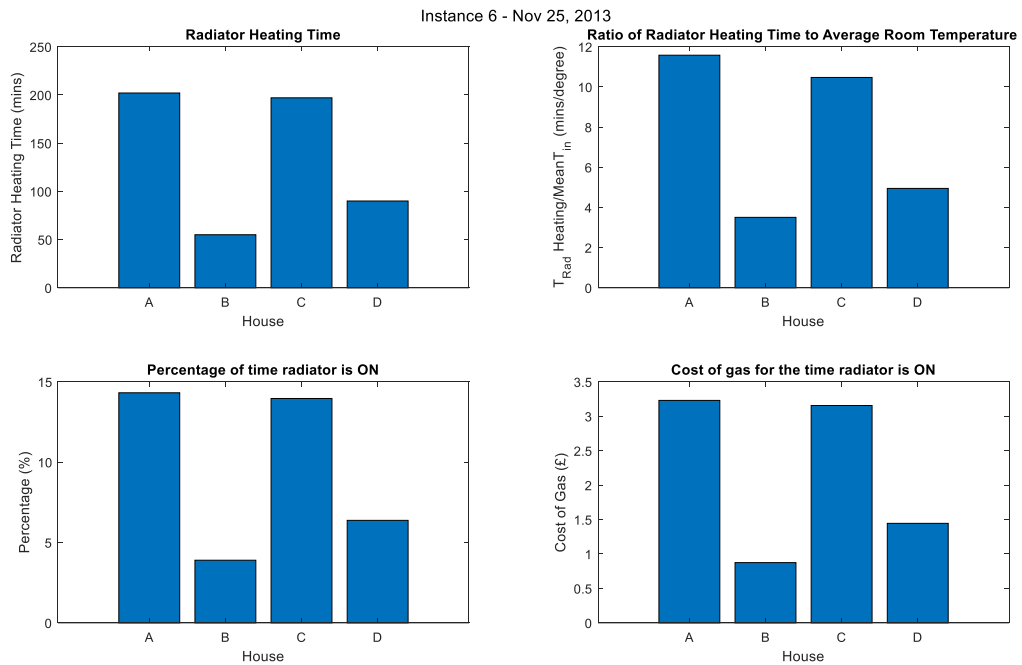 Instance 6 - Nov 25, 2013
Radiator Heating Time
Radiator Heating Time (mins)
250
200
150
100
50
0
A B C D
House
Ratio of Radiator Heating Time to Average Room Temperature
T_Rad Heating/MeanT_in (mins/degree)
12
10
8
6
4
2
0
A B C D
House
Percentage of time radiator is ON
Percentage (%)
15
10
5
0
A B C D
House
Cost of gas for the time radiator is ON
Cost of Gas (£)
3.5
3
2.5
2
1.5
1
0.5
0
A B C D
House